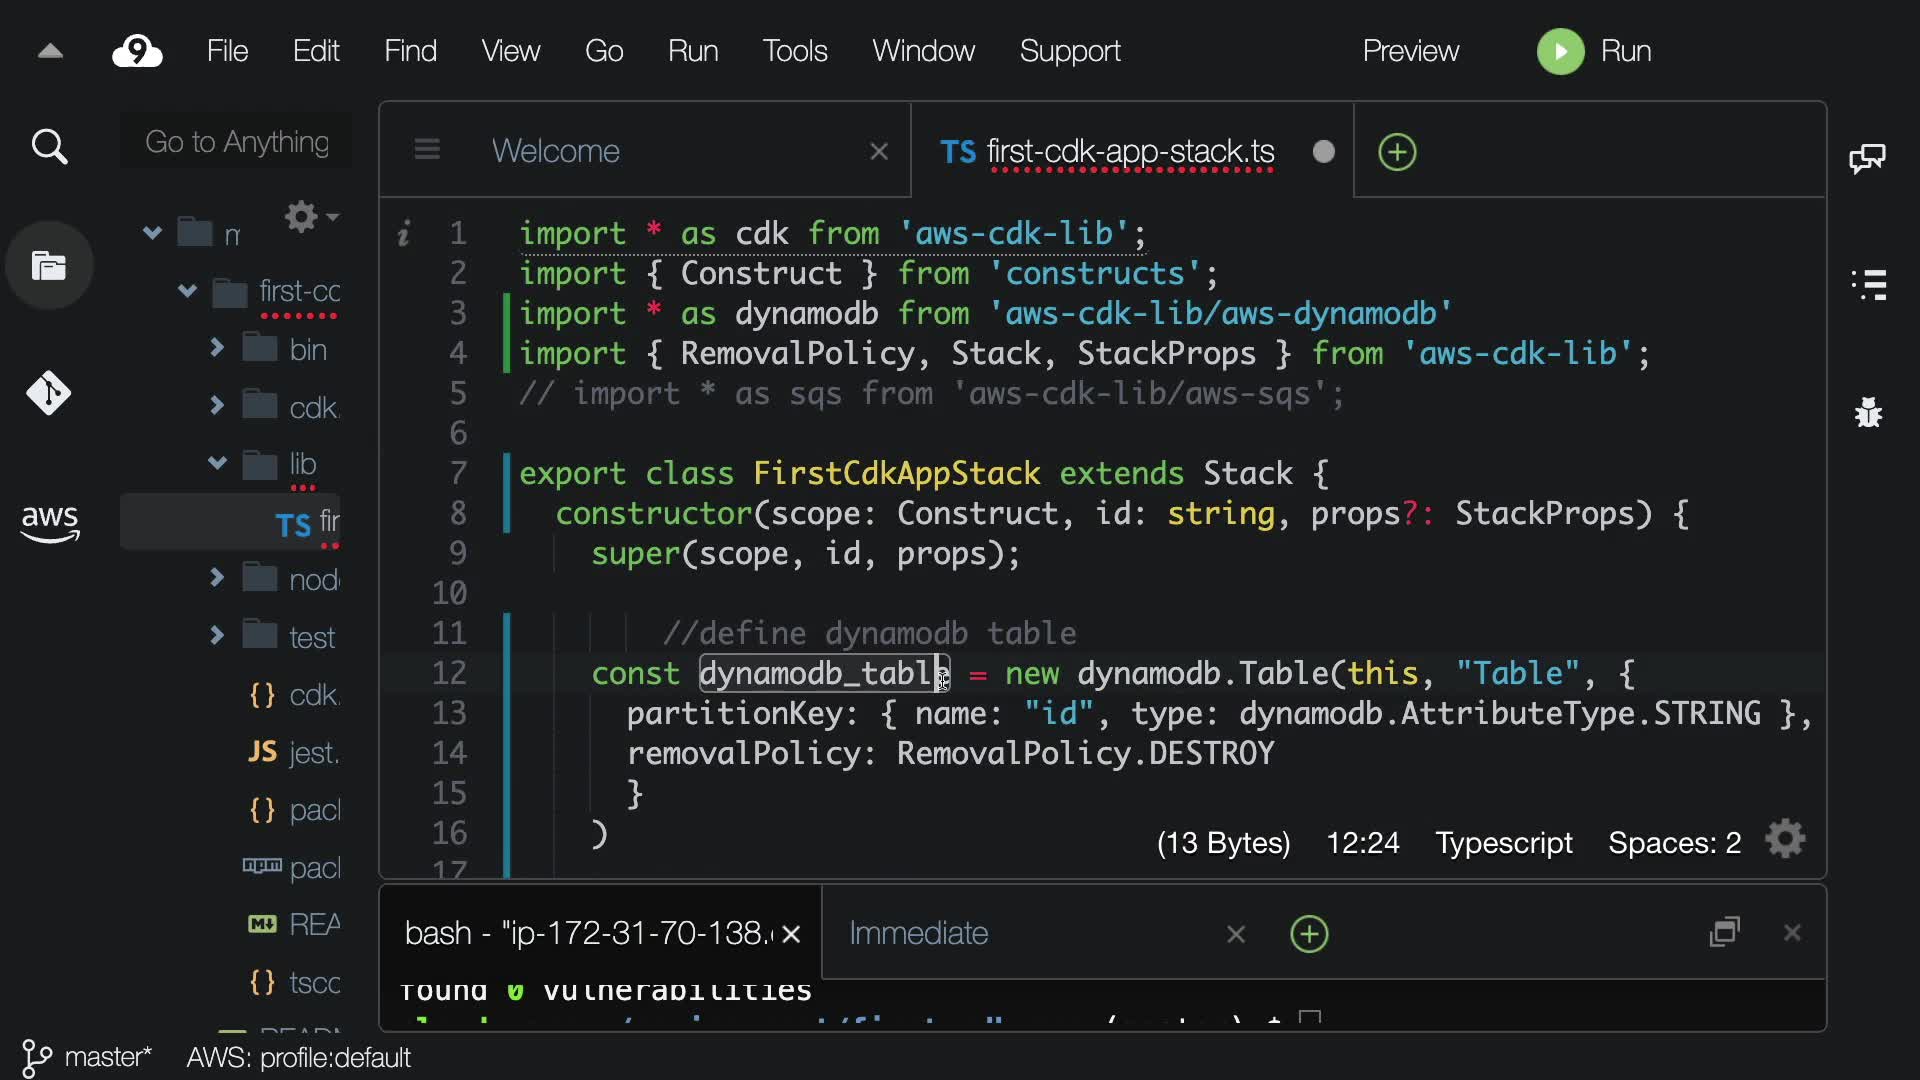 9 File Edit Find View Go Run Tools Window Support Preview Run
Go to Anything
Welcome
TS first-cdk-app-stack.ts
first-cc
bin
cdk.
lib
TS fir
node
test
{} cdk.
JS jest.
{} pack
pack
M↓ REA
{} tsco
aws
1 import * as cdk from 'aws-cdk-lib';
2 import { Construct } from 'constructs';
3 import * as dynamodb from 'aws-cdk-lib/aws-dynamodb'
4 import { RemovalPolicy, Stack, StackProps } from 'aws-cdk-lib';
5 // import * as sqs from 'aws-cdk-lib/aws-sqs';
6
7 export class FirstCdkAppStack extends Stack {
8 constructor(scope: Construct, id: string, props?: StackProps) {
9 super(scope, id, props);
10
11 //define dynamodb table
12 const dynamodb_table = new dynamodb.Table(this, "Table", {
13 partitionKey: { name: "id", type: dynamodb.AttributeType.STRING },
14 removalPolicy: RemovalPolicy.DESTROY
15 }
16 )
17
(13 Bytes) 12:24 Typescript Spaces: 2
bash - "ip-172-31-70-138.
Immediate
found 0 vulnerabilities
master* AWS: profile:default